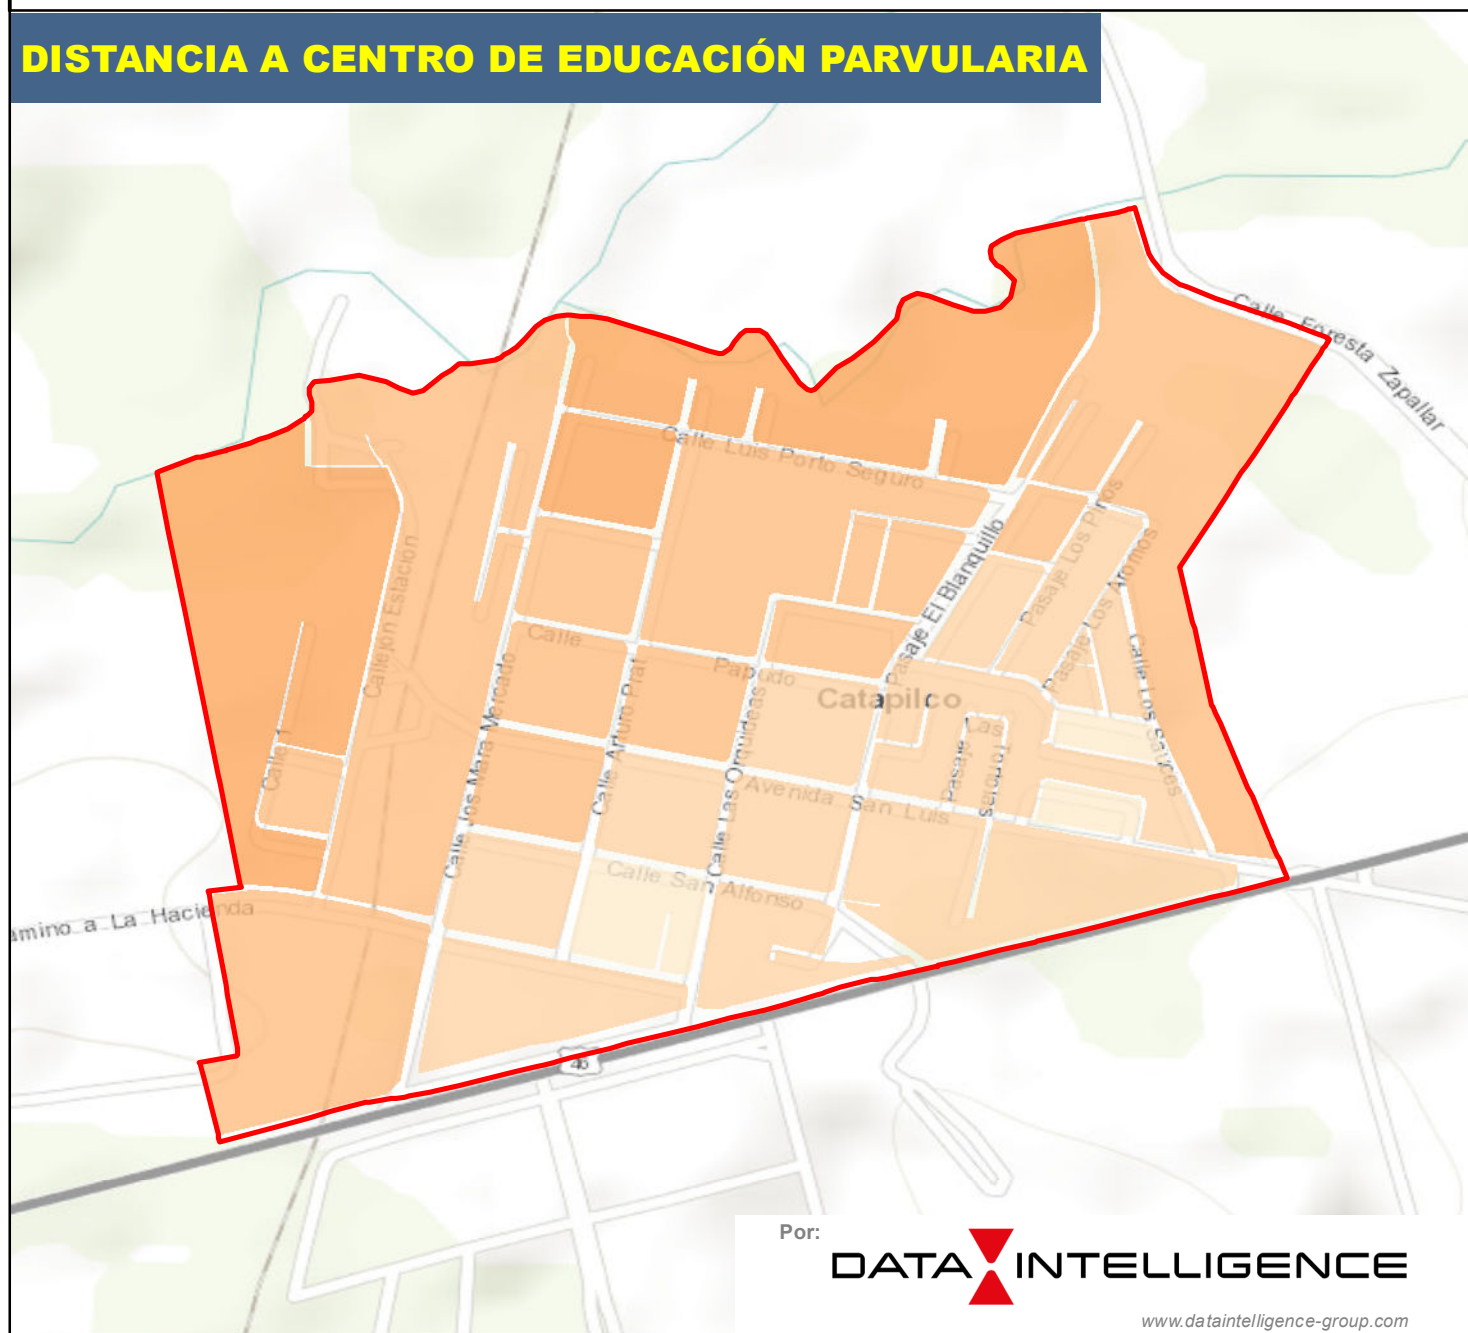 DISTANCIA A CENTRO DE EDUCACIÓN PARVULARIA
Calle Foresta Zapallar
Calle Luis Porto Seguro
Pasaje Los Pinos
Pasaje Los Aromos
Pasaje El Blanquillo
Callejon Estacion
Calle Papudo
Calle Los Sauces
Catapilco
Calle Jos Mara Mercado
Calle Arturo Prat
Calle Las Orquideas
Pasaje Las Totoras
Calle 1
Avenida San Luis
Calle San Alfonso
amino a La Hacienda
46
Por:
DATA INTELLIGENCE
www.dataintelligence-group.com